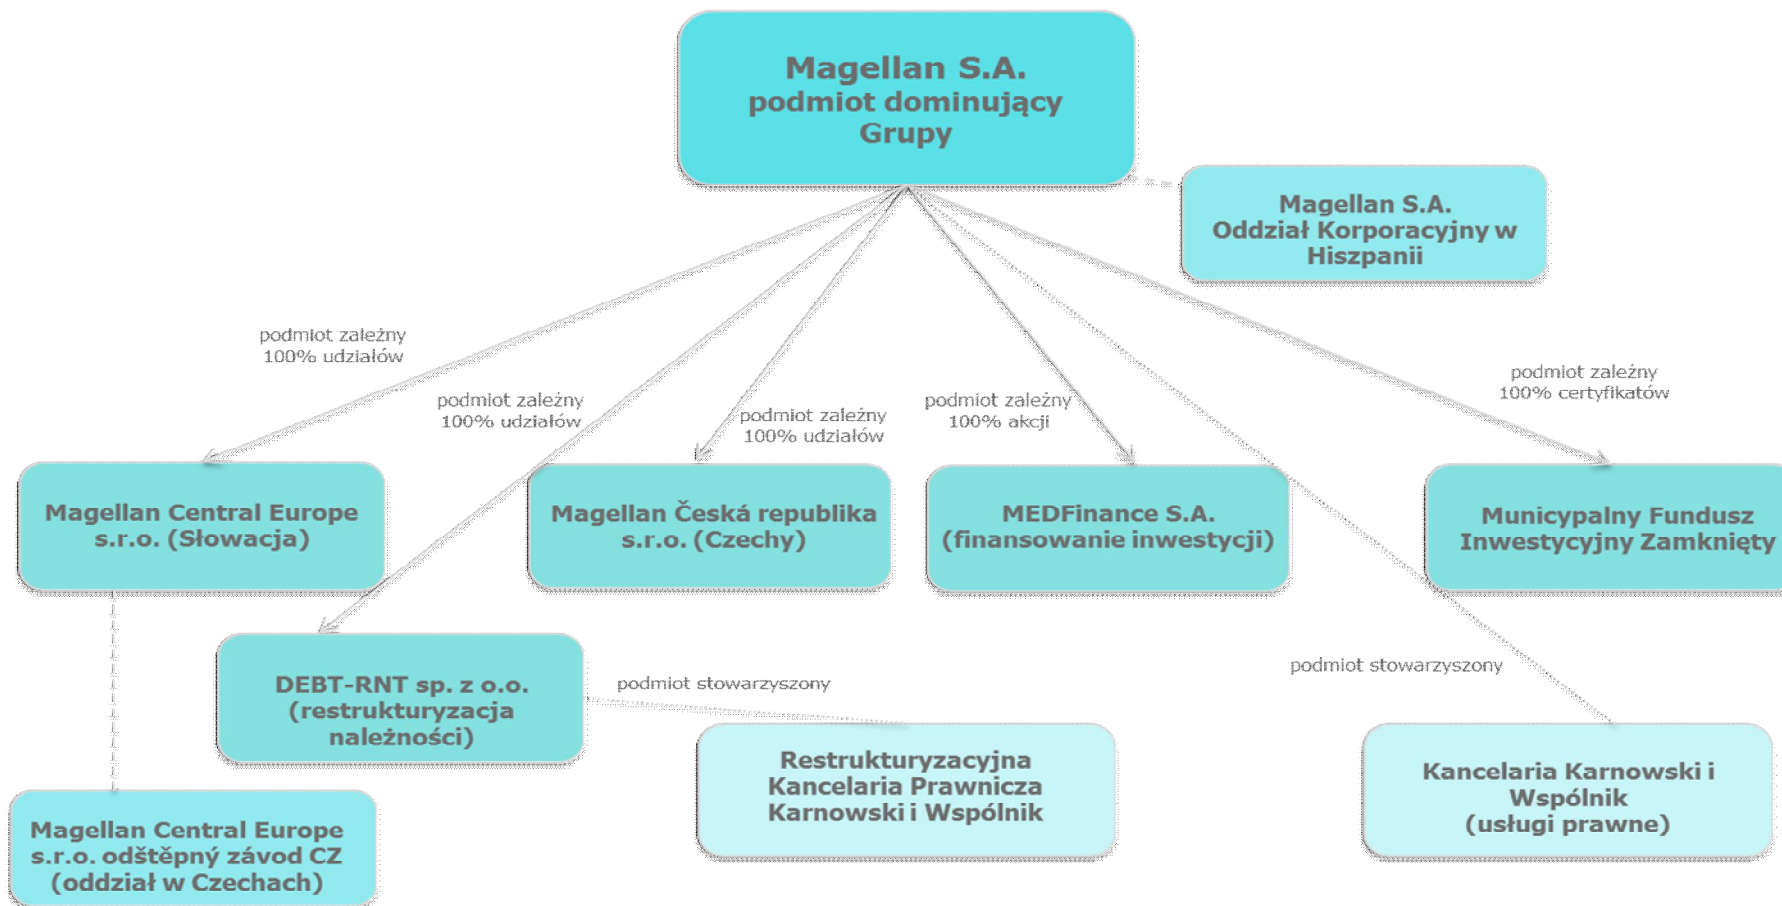 Magellan S.A.
podmiot dominujący
Grupy
Magellan S.A.
Oddział Korporacyjny w
Hiszpanii
podmiot zależny
100% udziałów
podmiot zależny
100% udziałów
podmiot zależny
100% udziałów
podmiot zależny
100% akcji
podmiot zależny
100% certyfikatów
Magellan Central Europe
s.r.o. (Słowacja)
Magellan Česká republika
s.r.o. (Czechy)
MEDFinance S.A.
(finansowanie inwestycji)
Municypalny Fundusz
Inwestycyjny Zamknięty
DEBT-RNT sp. z o.o.
(restrukturyzacja
należności)
podmiot stowarzyszony
podmiot stowarzyszony
Restrukturyzacyjna
Kancelaria Prawnicza
Karnowski i Wspólnik
Kancelaria Karnowski i
Wspólnik
(usługi prawne)
Magellan Central Europe
s.r.o. odštěpný závod CZ
(oddział w Czechach)